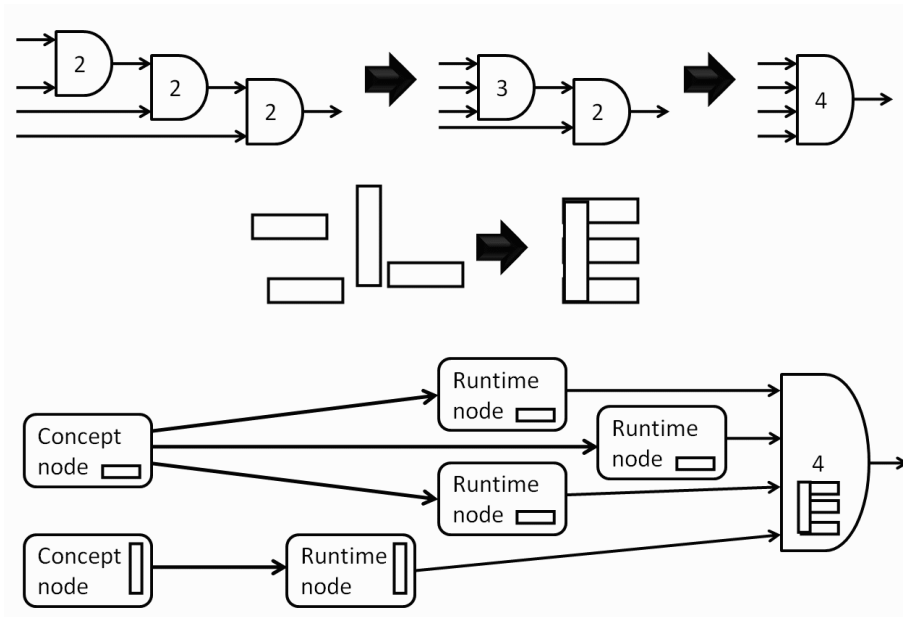 2
2
2
3
2
4
Runtime
node
Concept
node
Runtime
node
Runtime
node
4
Concept
node
Runtime
node